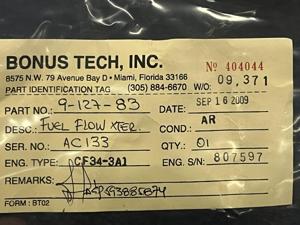 BONUS TECH, INC.
Nº 404044
8575 N.W. 79 Avenue Bay D • Miami, Florida 33166
W/O: 09,371
PART IDENTIFICATION TAG (305) 884-6670
PART NO.: 9-127-83 DATE: SEP 16 2009
DESC.: FUEL FLOW XTER. COND.: AR
SER. NO.: AC133 QTY.: 01
ENG. TYPE: CF34-3A1 ENG. S/N: 807597
REMARKS:
FORM: BT02